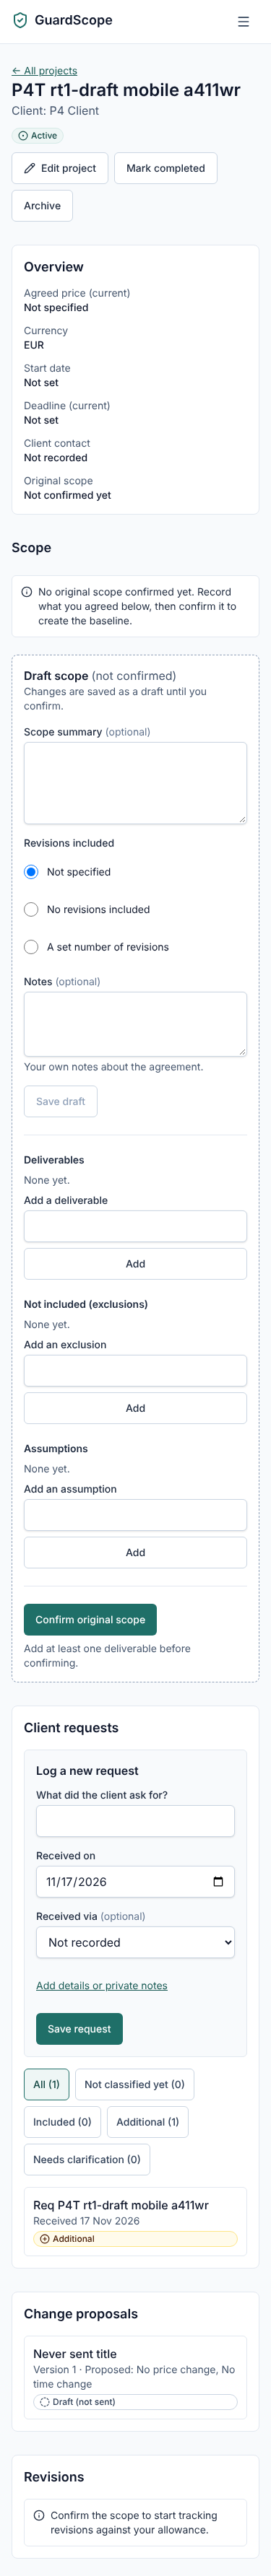 GuardScope
← All projects
P4T rt1-draft mobile a411wr
Client: P4 Client
Active
Edit project
Mark completed
Archive
Overview
Agreed price (current)
Not specified
Currency
EUR
Start date
Not set
Deadline (current)
Not set
Client contact
Not recorded
Original scope
Not confirmed yet
Scope
No original scope confirmed yet. Record
what you agreed below, then confirm it to
create the baseline.
Draft scope (not confirmed)
Changes are saved as a draft until you
confirm.
Scope summary (optional)
Revisions included
Not specified
No revisions included
A set number of revisions
Notes (optional)
Your own notes about the agreement.
Save draft
Deliverables
None yet.
Add a deliverable
Add
Not included (exclusions)
None yet.
Add an exclusion
Add
Assumptions
None yet.
Add an assumption
Add
Confirm original scope
Add at least one deliverable before
confirming.
Client requests
Log a new request
What did the client ask for?
Received on
11/17/2026
Received via (optional)
Not recorded
Add details or private notes
Save request
All (1)
Not classified yet (0)
Included (0)
Additional (1)
Needs clarification (0)
Req P4T rt1-draft mobile a411wr
Received 17 Nov 2026
Additional
Change proposals
Never sent title
Version 1 · Proposed: No price change, No
time change
Draft (not sent)
Revisions
Confirm the scope to start tracking
revisions against your allowance.